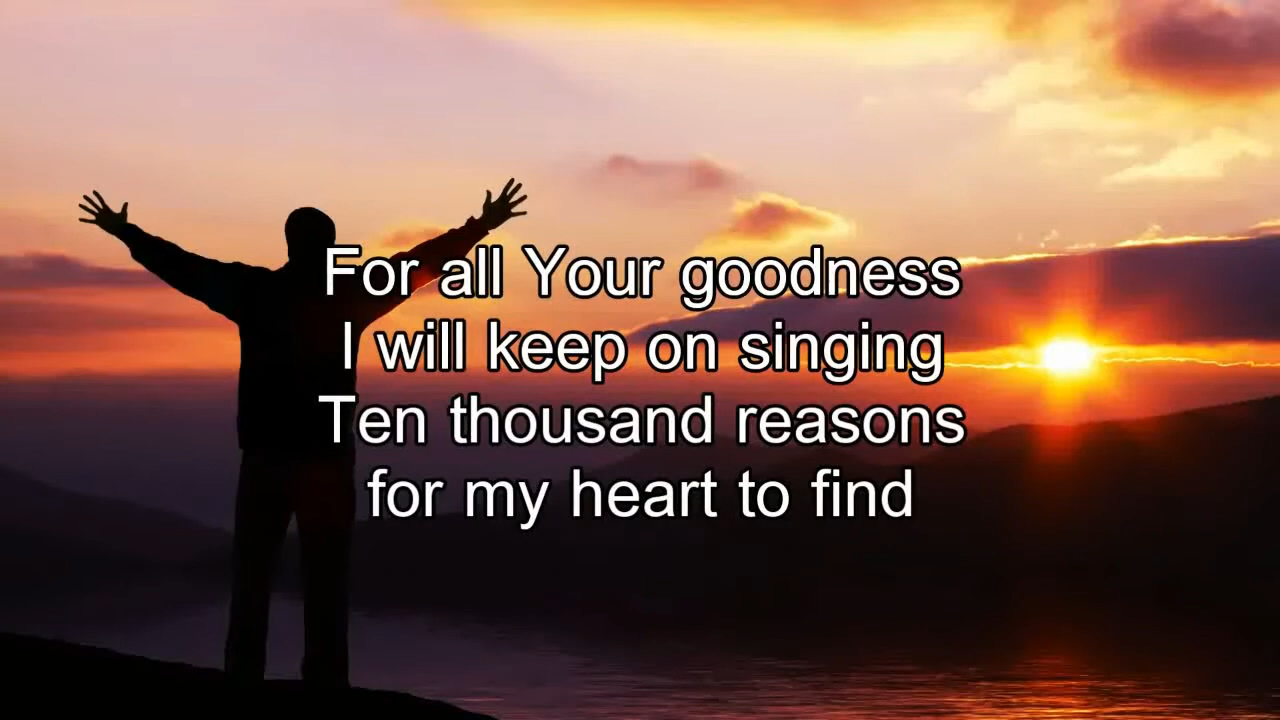 For all Your goodness
I will keep on singing
Ten thousand reasons
for my heart to find